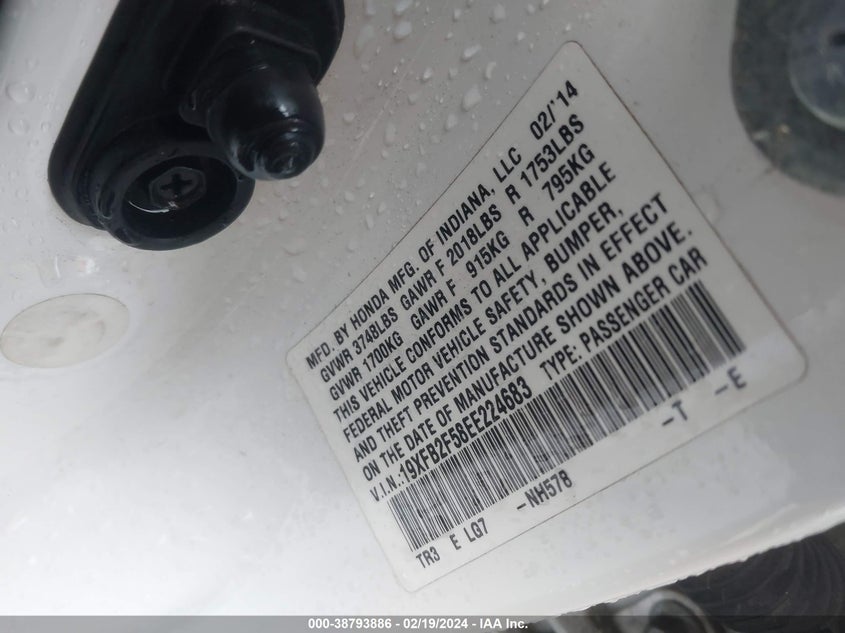 MFD. BY HONDA MFG. OF INDIANA, LLC 02/'14
GVWR 3748LBS GAWR F 2018LBS R 1753LBS
GVWR 1700KG GAWR F 915KG R 795KG
THIS VEHICLE CONFORMS TO ALL APPLICABLE
FEDERAL MOTOR VEHICLE SAFETY, BUMPER,
AND THEFT PREVENTION STANDARDS IN EFFECT
ON THE DATE OF MANUFACTURE SHOWN ABOVE.
V.I.N.:19XFB2F58EE224683 TYPE: PASSENGER CAR
TR3 E LG7 -NH578 -T -E
000-38793886 - 02/19/2024 - IAA Inc.